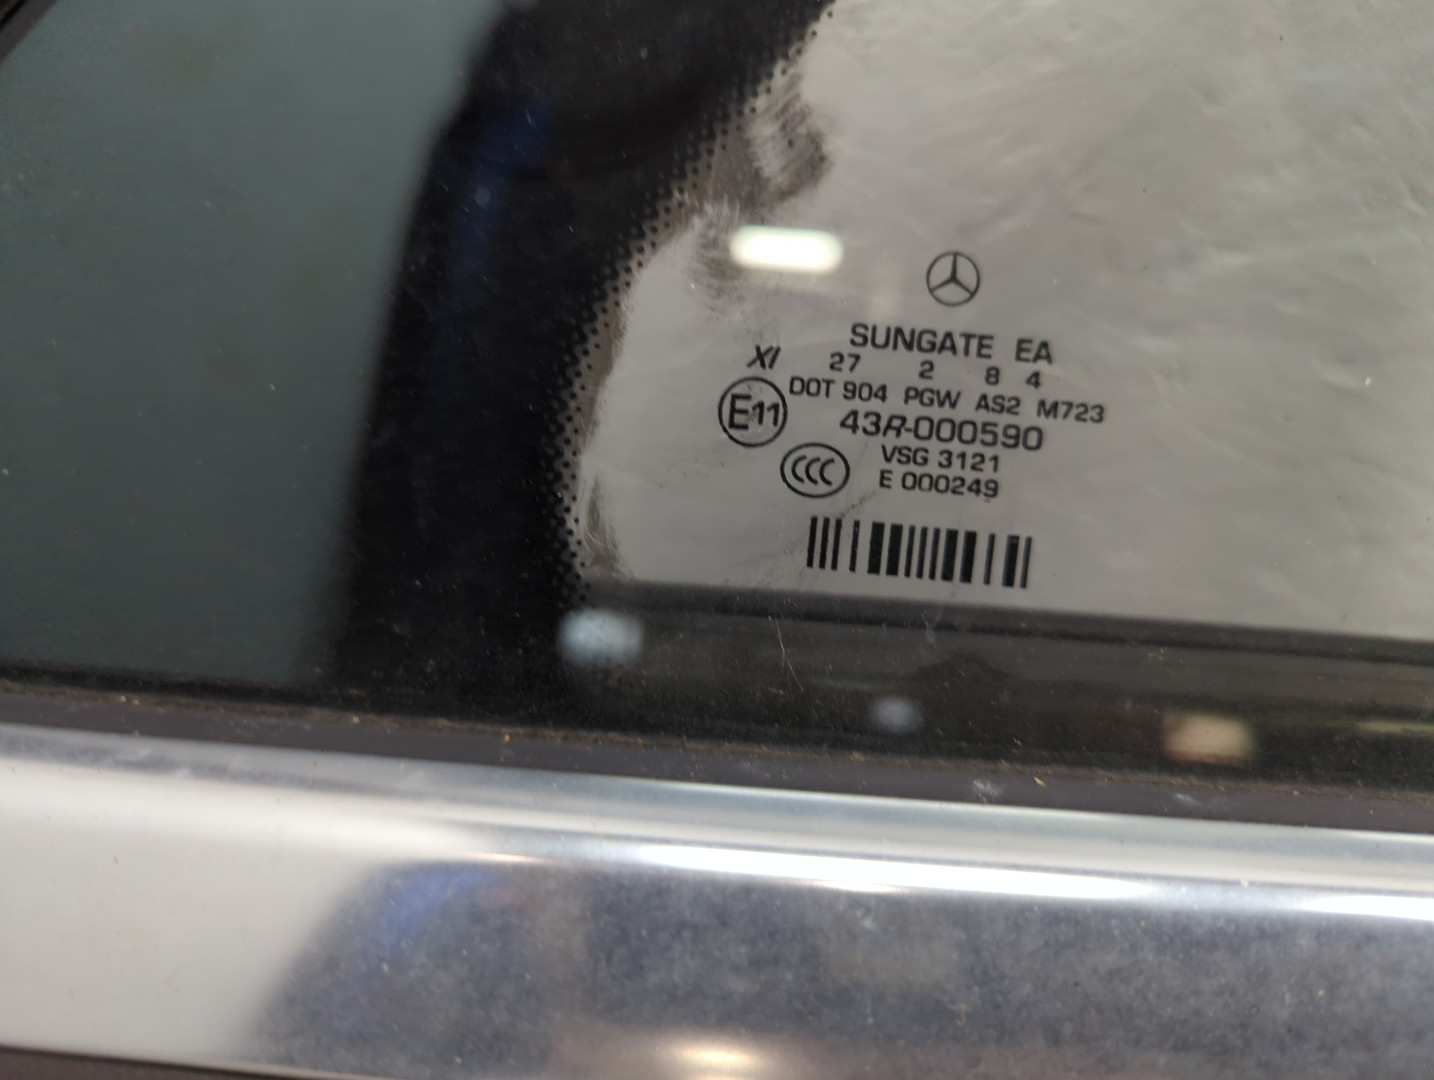 SUNGATE EA
XI 27 2 8 4
DOT 904 PGW AS2 M723
E11 43R-000590
VSG 3121
CCC E 000249